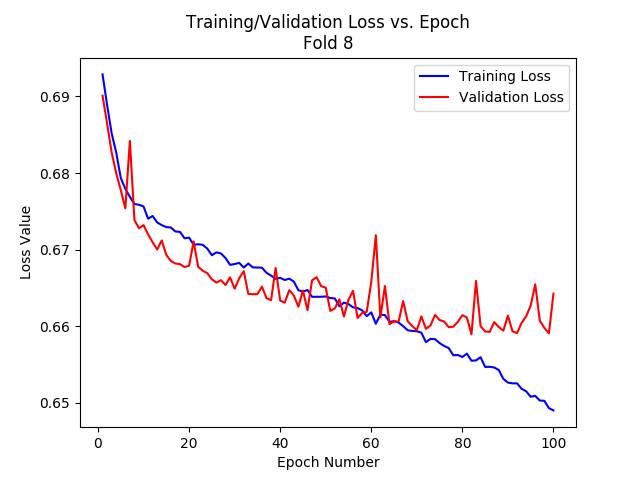 Training/Validation Loss vs. Epoch
Fold 8
Training Loss
Validation Loss
Loss Value
0.69
0.68
0.67
0.66
0.65
0 20 40 60 80 100
Epoch Number